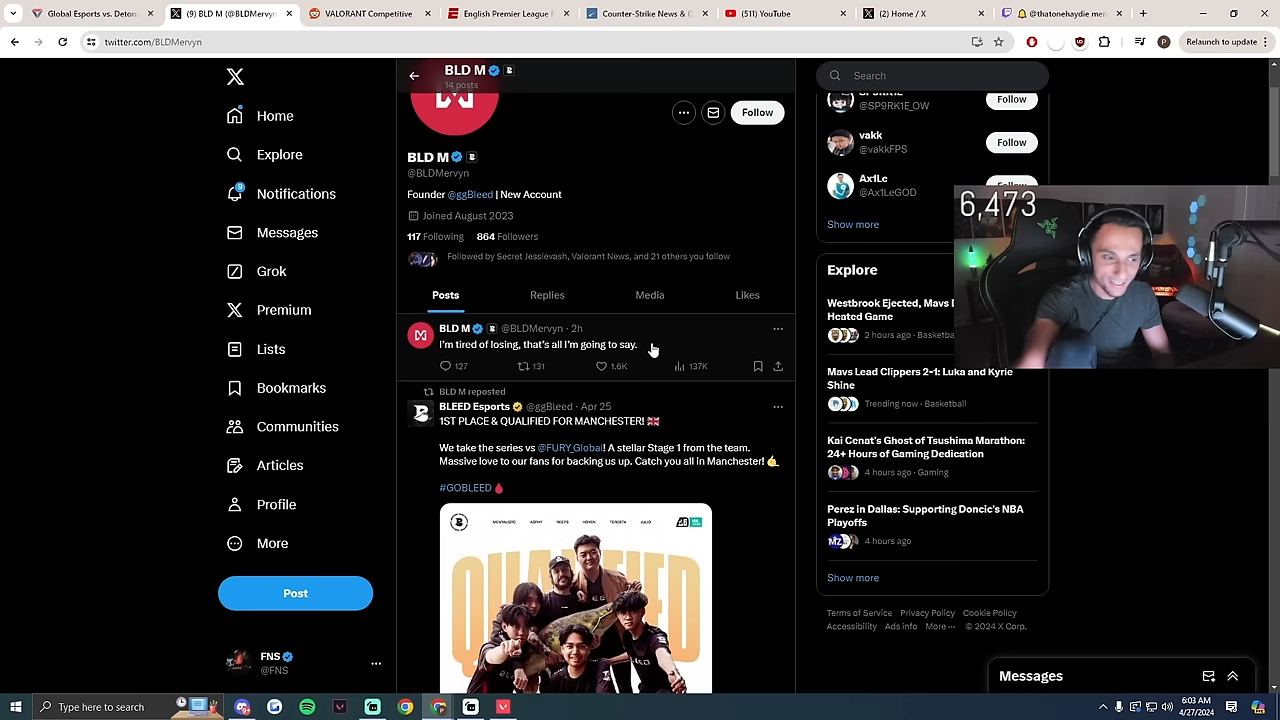 Global Esports vs. Detona
(9) BLD M (@BLDMervyn)
VALORANT Competitive
English Premier League
Counter-Strike News & C
(511) YouTube
(2) Home / X
@thatonehaydie me
twitter.com/BLDMervyn
P
Relaunch to update
BLD M
14 posts
Search
Home
Explore
Notifications
9
Messages
Grok
Premium
Lists
Bookmarks
Communities
Articles
Profile
More
Post
FNS
@FNS
Follow
BLD M
@BLDMervyn
Founder @ggBleed | New Account
Joined August 2023
117 Following 864 Followers
Followed by Secret Jessievash, Valorant News, and 21 others you follow
Posts
Replies
Media
Likes
BLD M @BLDMervyn · 2h
I'm tired of losing, that's all I'm going to say.
127
131
1.6K
137K
BLD M reposted
BLEED Esports @ggBleed · Apr 25
1ST PLACE & QUALIFIED FOR MANCHESTER! 🇬🇧
We take the series vs @FURY_Global! A stellar Stage 1 from the team.
Massive love to our fans for backing us up. Catch you all in Manchester! 🤙
#GOBLEED🩸
QUALIFIED
@SP9RK1E_OW
Follow
vakk
@vakkFPS
Follow
Ax1Le
@Ax1LeGOD
Show more
6,473
Explore
Westbrook Ejected, Mavs
Heated Game
2 hours ago · Basketba
Mavs Lead Clippers 2-1: Luka and Kyrie
Shine
Trending now · Basketball
Kai Cenat's Ghost of Tsushima Marathon:
24+ Hours of Gaming Dedication
4 hours ago · Gaming
Perez in Dallas: Supporting Doncic's NBA
Playoffs
4 hours ago
Show more
Terms of Service Privacy Policy Cookie Policy
Accessibility Ads info More ··· © 2024 X Corp.
Messages
Type here to search
6:03 AM
4/27/2024